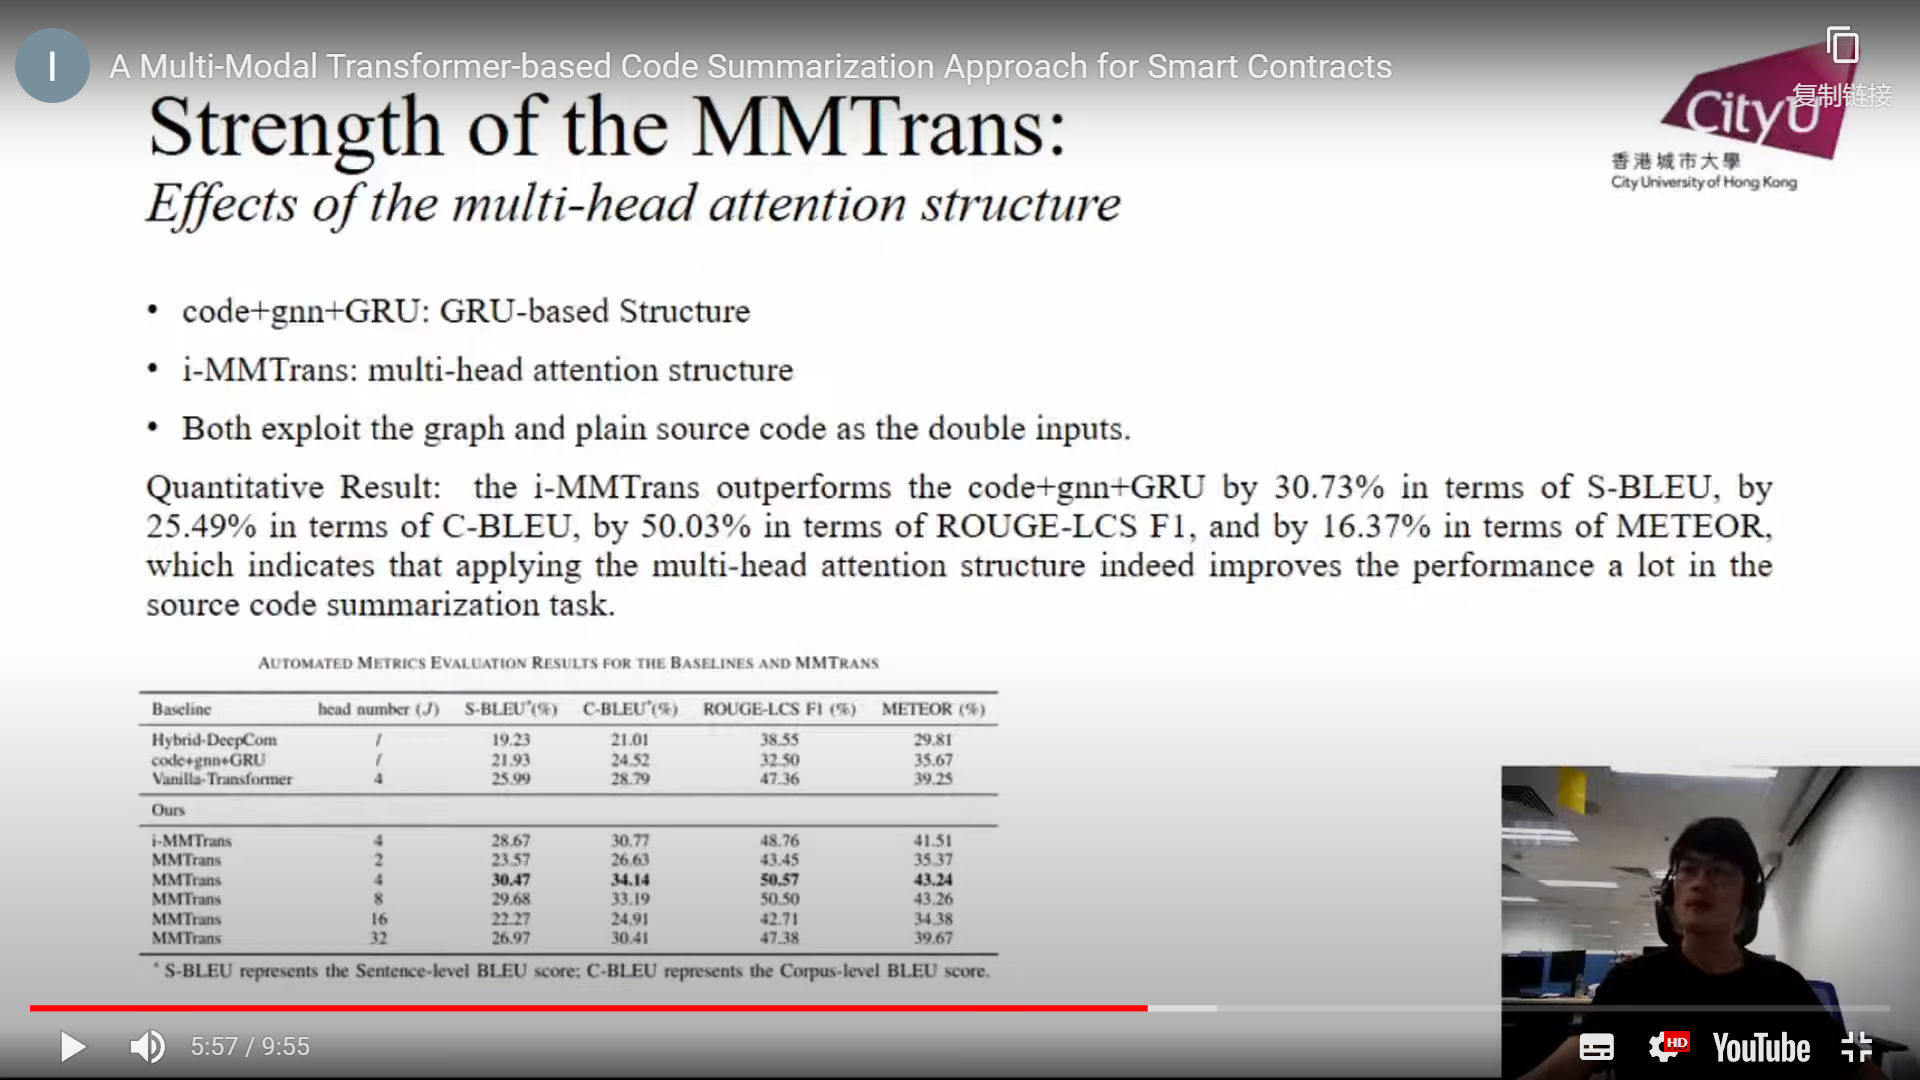 I
A Multi-Modal Transformer-based Code Summarization Approach for Smart Contracts
复制链接
Strength of the MMTrans:
Effects of the multi-head attention structure
CityU
香港城市大學
City University of Hong Kong
• code+gnn+GRU: GRU-based Structure
• i-MMTrans: multi-head attention structure
• Both exploit the graph and plain source code as the double inputs.
Quantitative Result: the i-MMTrans outperforms the code+gnn+GRU by 30.73% in terms of S-BLEU, by
25.49% in terms of C-BLEU, by 50.03% in terms of ROUGE-LCS F1, and by 16.37% in terms of METEOR,
which indicates that applying the multi-head attention structure indeed improves the performance a lot in the
source code summarization task.
AUTOMATED METRICS EVALUATION RESULTS FOR THE BASELINES AND MMTRANS
Baseline head number (J) S-BLEU*(%) C-BLEU*(%) ROUGE-LCS F1 (%) METEOR (%)
Hybrid-DeepCom / 19.23 21.01 38.55 29.81
code+gnn+GRU / 21.93 24.52 32.50 35.67
Vanilla-Transformer 4 25.99 28.79 47.36 39.25
Ours
i-MMTrans 4 28.67 30.77 48.76 41.51
MMTrans 2 23.57 26.63 43.45 35.37
MMTrans 4 30.47 34.14 50.57 43.24
MMTrans 8 29.68 33.19 50.50 43.26
MMTrans 16 22.27 24.91 42.71 34.38
MMTrans 32 26.97 30.41 47.38 39.67
* S-BLEU represents the Sentence-level BLEU score; C-BLEU represents the Corpus-level BLEU score.
5:57 / 9:55
HD
YouTube